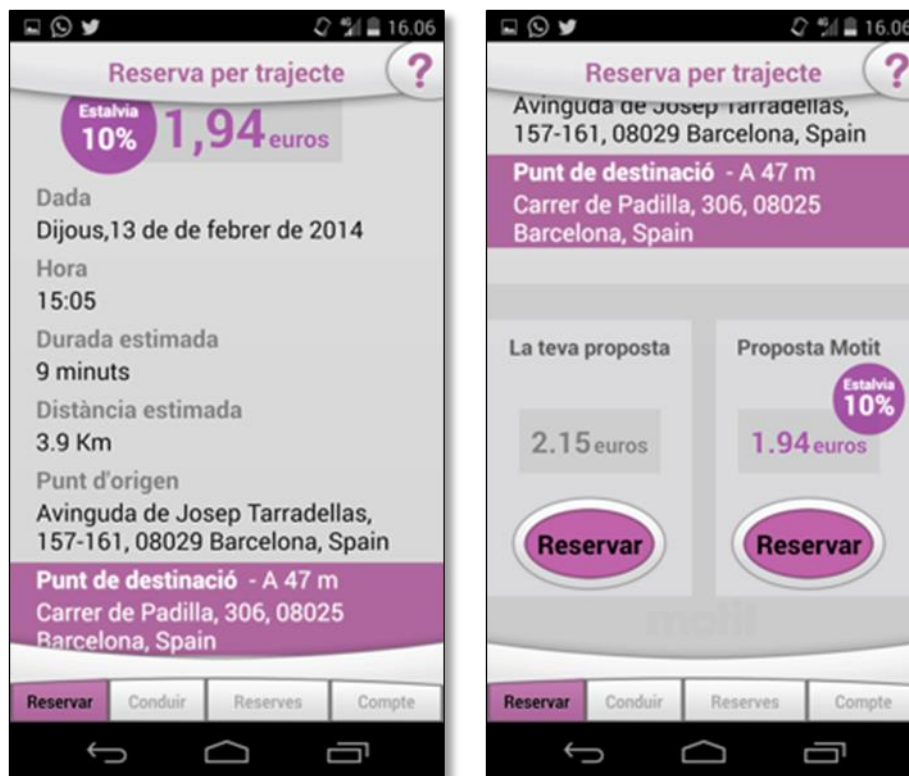 16.06
Reserva per trajecte
?
Estalvia
10%
1,94 euros
Dada
Dijous,13 de de febrer de 2014
Hora
15:05
Durada estimada
9 minuts
Distància estimada
3.9 Km
Punt d'origen
Avinguda de Josep Tarradellas,
157-161, 08029 Barcelona, Spain
Punt de destinació - A 47 m
Carrer de Padilla, 306, 08025
Barcelona, Spain
Reservar Conduir Reserves Compte
16.06
Reserva per trajecte
?
Avinguda de Josep Tarradellas,
157-161, 08029 Barcelona, Spain
Punt de destinació - A 47 m
Carrer de Padilla, 306, 08025
Barcelona, Spain
La teva proposta
2.15 euros
Reservar
Proposta Motit
Estalvia
10%
1.94 euros
Reservar
motit
Reservar Conduir Reserves Compte